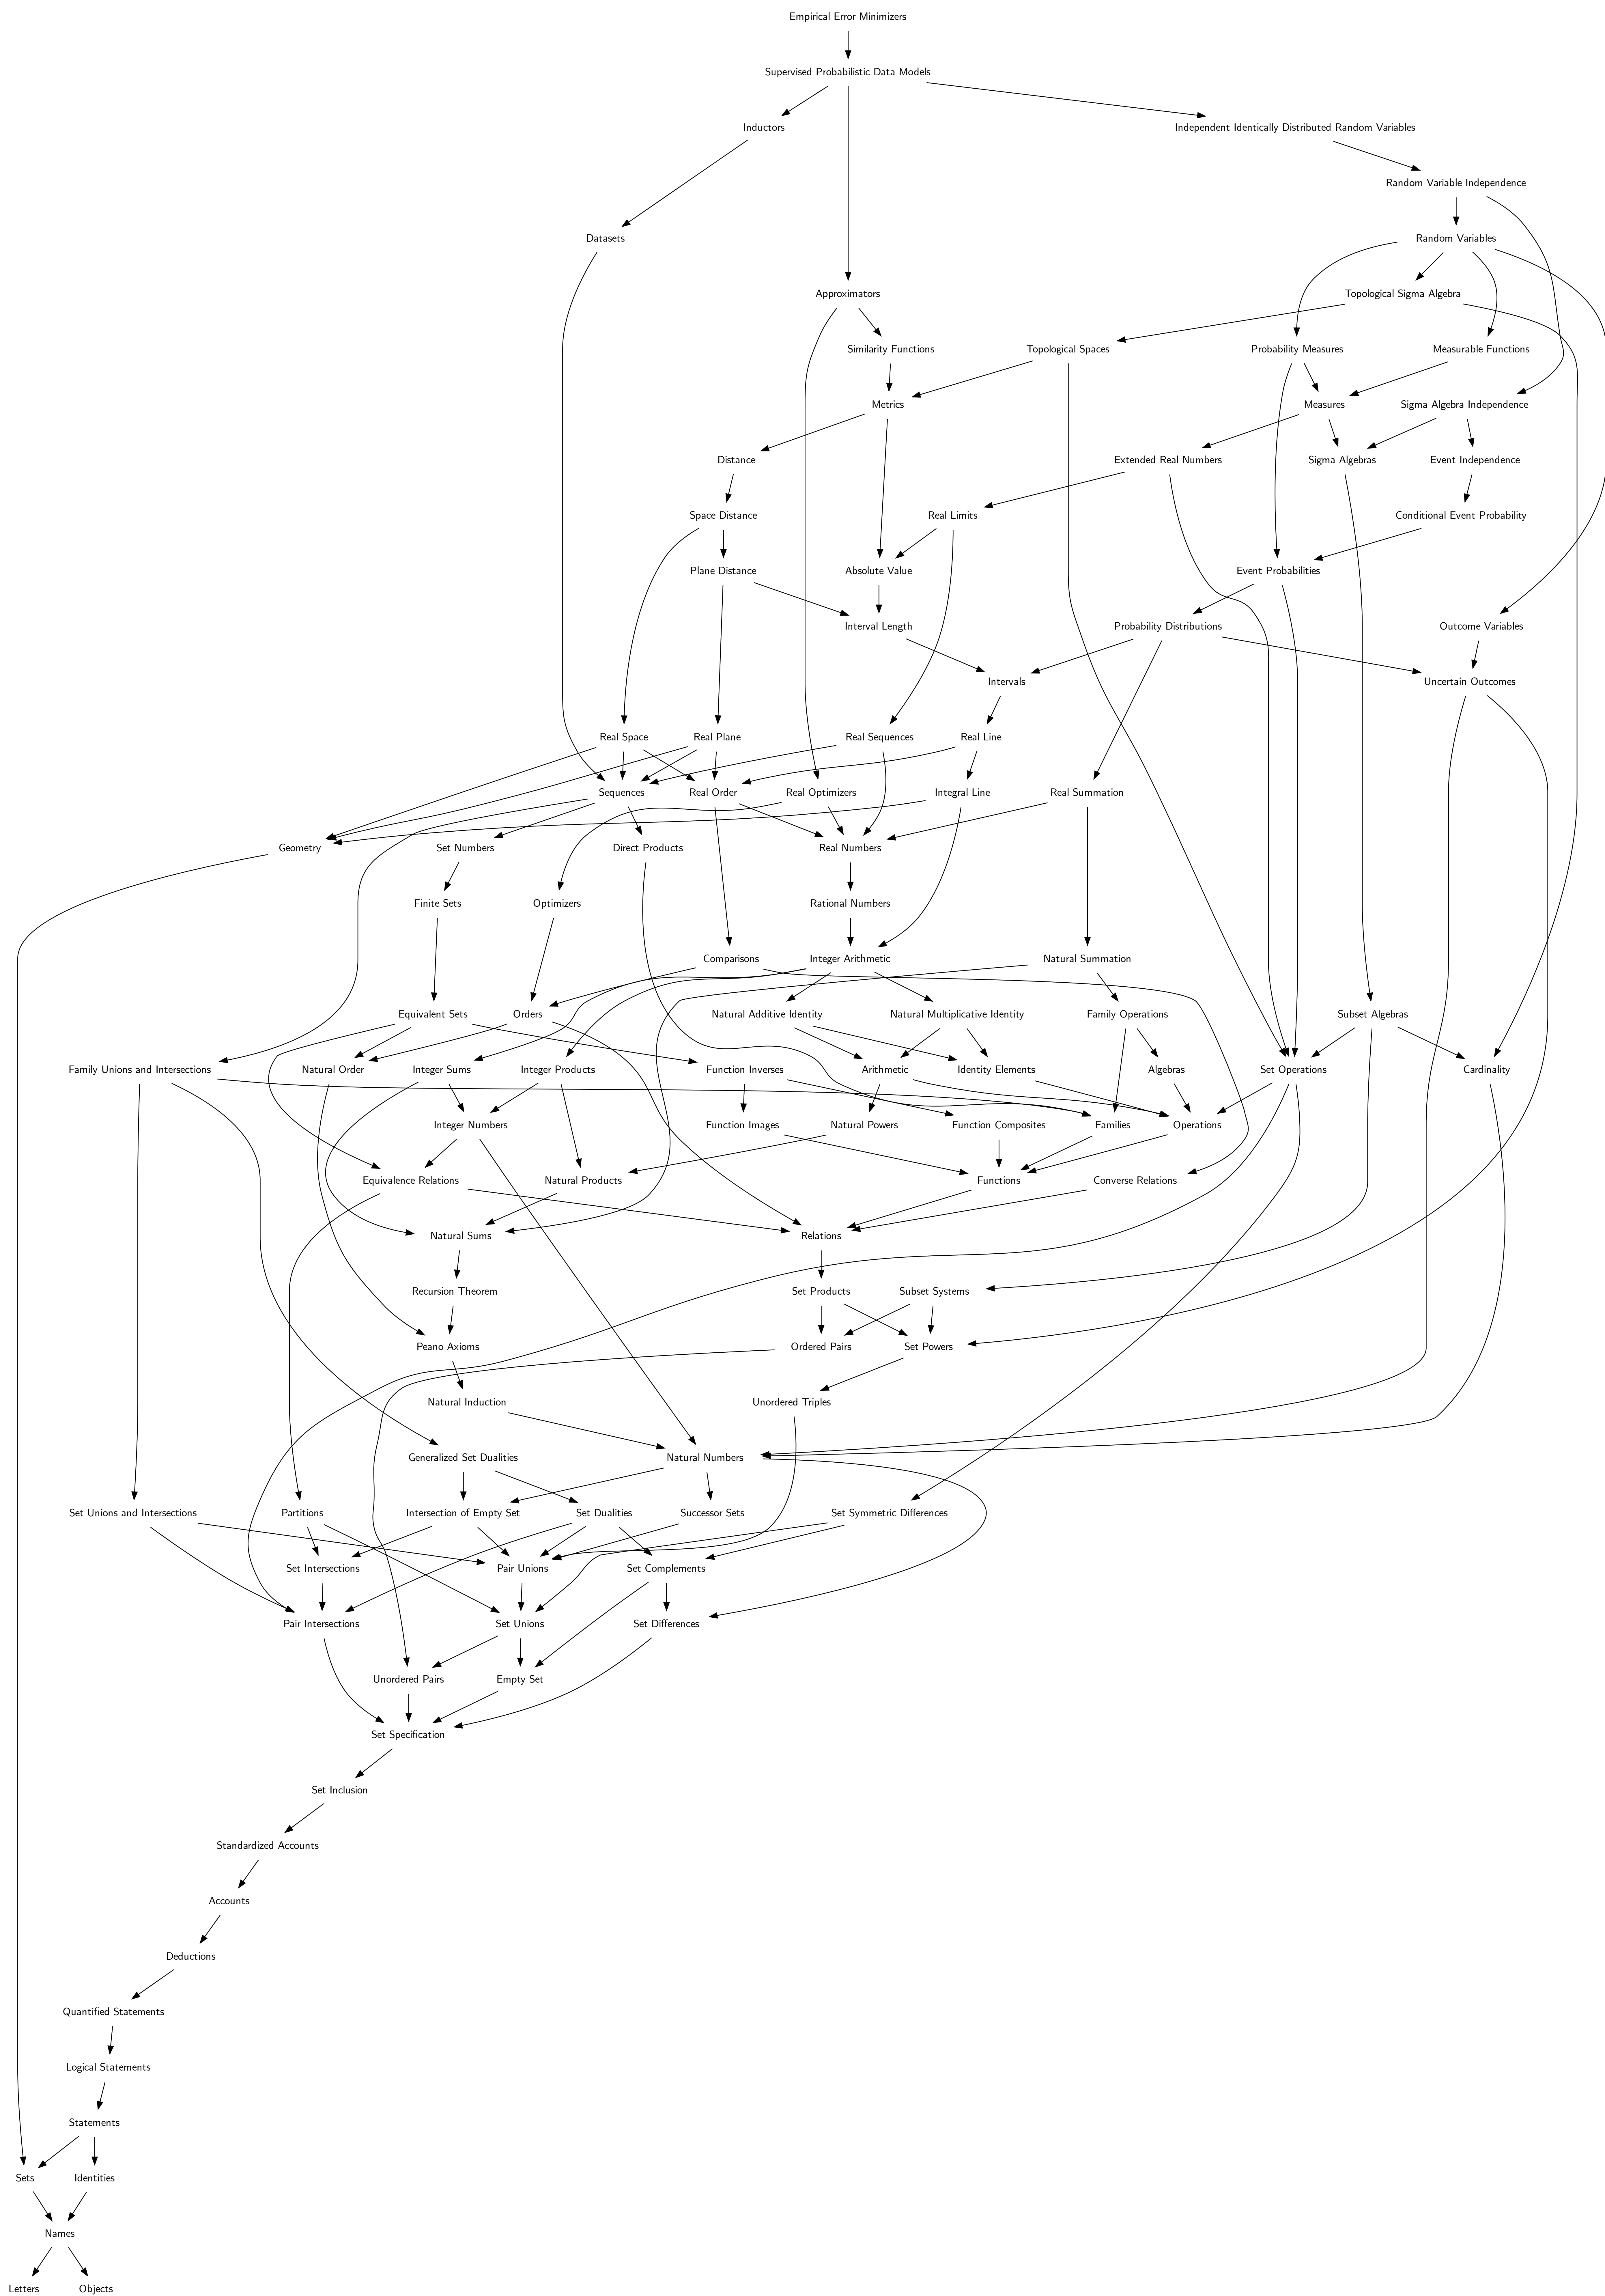 Empirical Error Minimizers
Supervised Probabilistic Data Models
Inductors
Independent Identically Distributed Random Variables
Random Variable Independence
Datasets
Random Variables
Approximators
Topological Sigma Algebra
Similarity Functions
Topological Spaces
Probability Measures
Measurable Functions
Metrics
Measures
Sigma Algebra Independence
Distance
Extended Real Numbers
Sigma Algebras
Event Independence
Space Distance
Real Limits
Conditional Event Probability
Plane Distance
Absolute Value
Event Probabilities
Interval Length
Probability Distributions
Outcome Variables
Intervals
Uncertain Outcomes
Real Space
Real Plane
Real Sequences
Real Line
Sequences
Real Order
Real Optimizers
Integral Line
Real Summation
Geometry
Set Numbers
Direct Products
Real Numbers
Finite Sets
Optimizers
Rational Numbers
Comparisons
Integer Arithmetic
Natural Summation
Equivalent Sets
Orders
Natural Additive Identity
Natural Multiplicative Identity
Family Operations
Subset Algebras
Family Unions and Intersections
Natural Order
Integer Sums
Integer Products
Function Inverses
Arithmetic
Identity Elements
Algebras
Set Operations
Cardinality
Integer Numbers
Function Images
Natural Powers
Function Composites
Families
Operations
Equivalence Relations
Natural Products
Functions
Converse Relations
Natural Sums
Relations
Recursion Theorem
Set Products
Subset Systems
Peano Axioms
Ordered Pairs
Set Powers
Natural Induction
Unordered Triples
Generalized Set Dualities
Natural Numbers
Set Unions and Intersections
Partitions
Intersection of Empty Set
Set Dualities
Successor Sets
Set Symmetric Differences
Set Intersections
Pair Unions
Set Complements
Pair Intersections
Set Unions
Set Differences
Unordered Pairs
Empty Set
Set Specification
Set Inclusion
Standardized Accounts
Accounts
Deductions
Quantified Statements
Logical Statements
Statements
Sets
Identities
Names
Letters
Objects